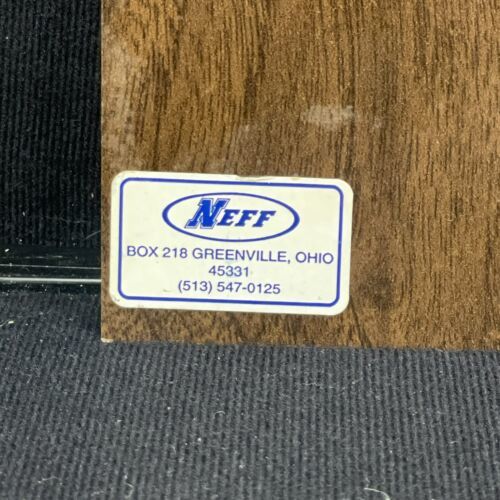 NEFF
BOX 218 GREENVILLE, OHIO
45331
(513) 547-0125